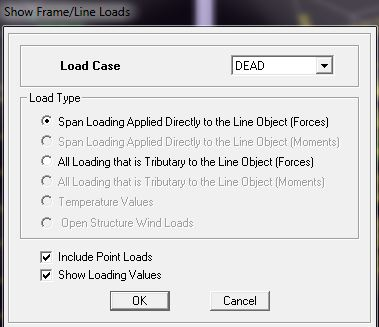 Show Frame/Line Loads
Load Case
DEAD
Load Type
Span Loading Applied Directly to the Line Object (Forces)
Span Loading Applied Directly to the Line Object (Moments)
All Loading that is Tributary to the Line Object (Forces)
All Loading that is Tributary to the Line Object (Moments)
Temperature Values
Open Structure Wind Loads
Include Point Loads
Show Loading Values
OK
Cancel